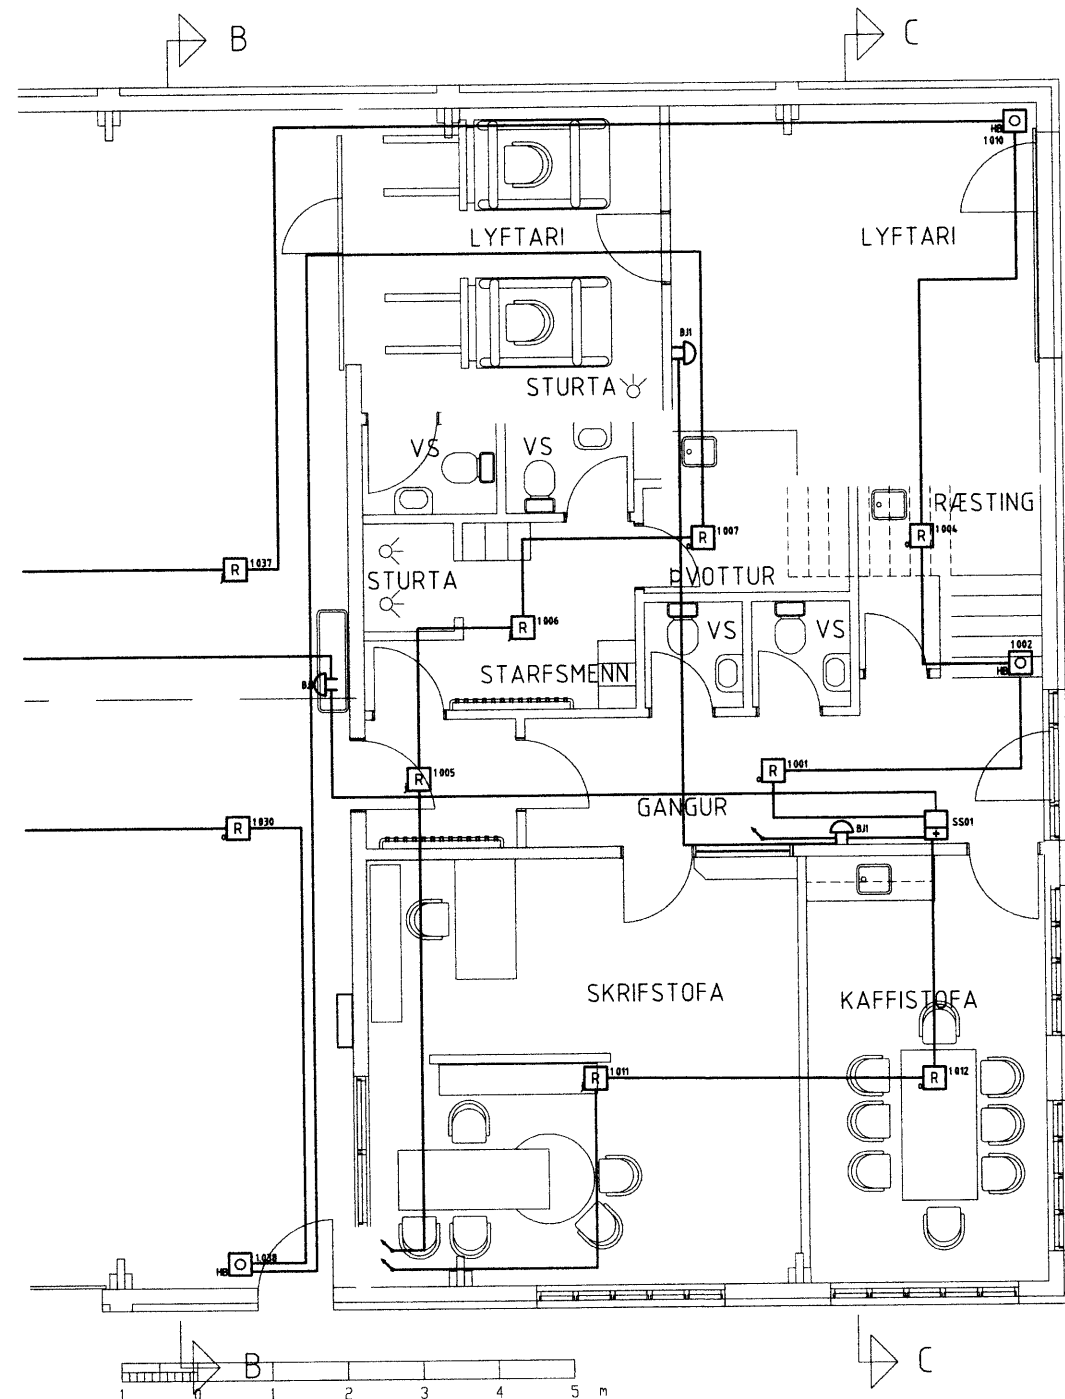 B
C
HB
1010
LYFTARI
LYFTARI
BJ1
STURTA
VS
VS
RÆSTING
R 1007
R 1004
R 1037
STURTA
VOTTUR
R 1006
VS
VS
1002
HB
STARFSMENN
R 1005
R 1001
GANGUR
SS01
R 1030
BJ1
SKRIFSTOFA
KAFFISTOFA
R 1011
R 1012
1038
HB
B
C
1 0 1 2 3 4 5 m